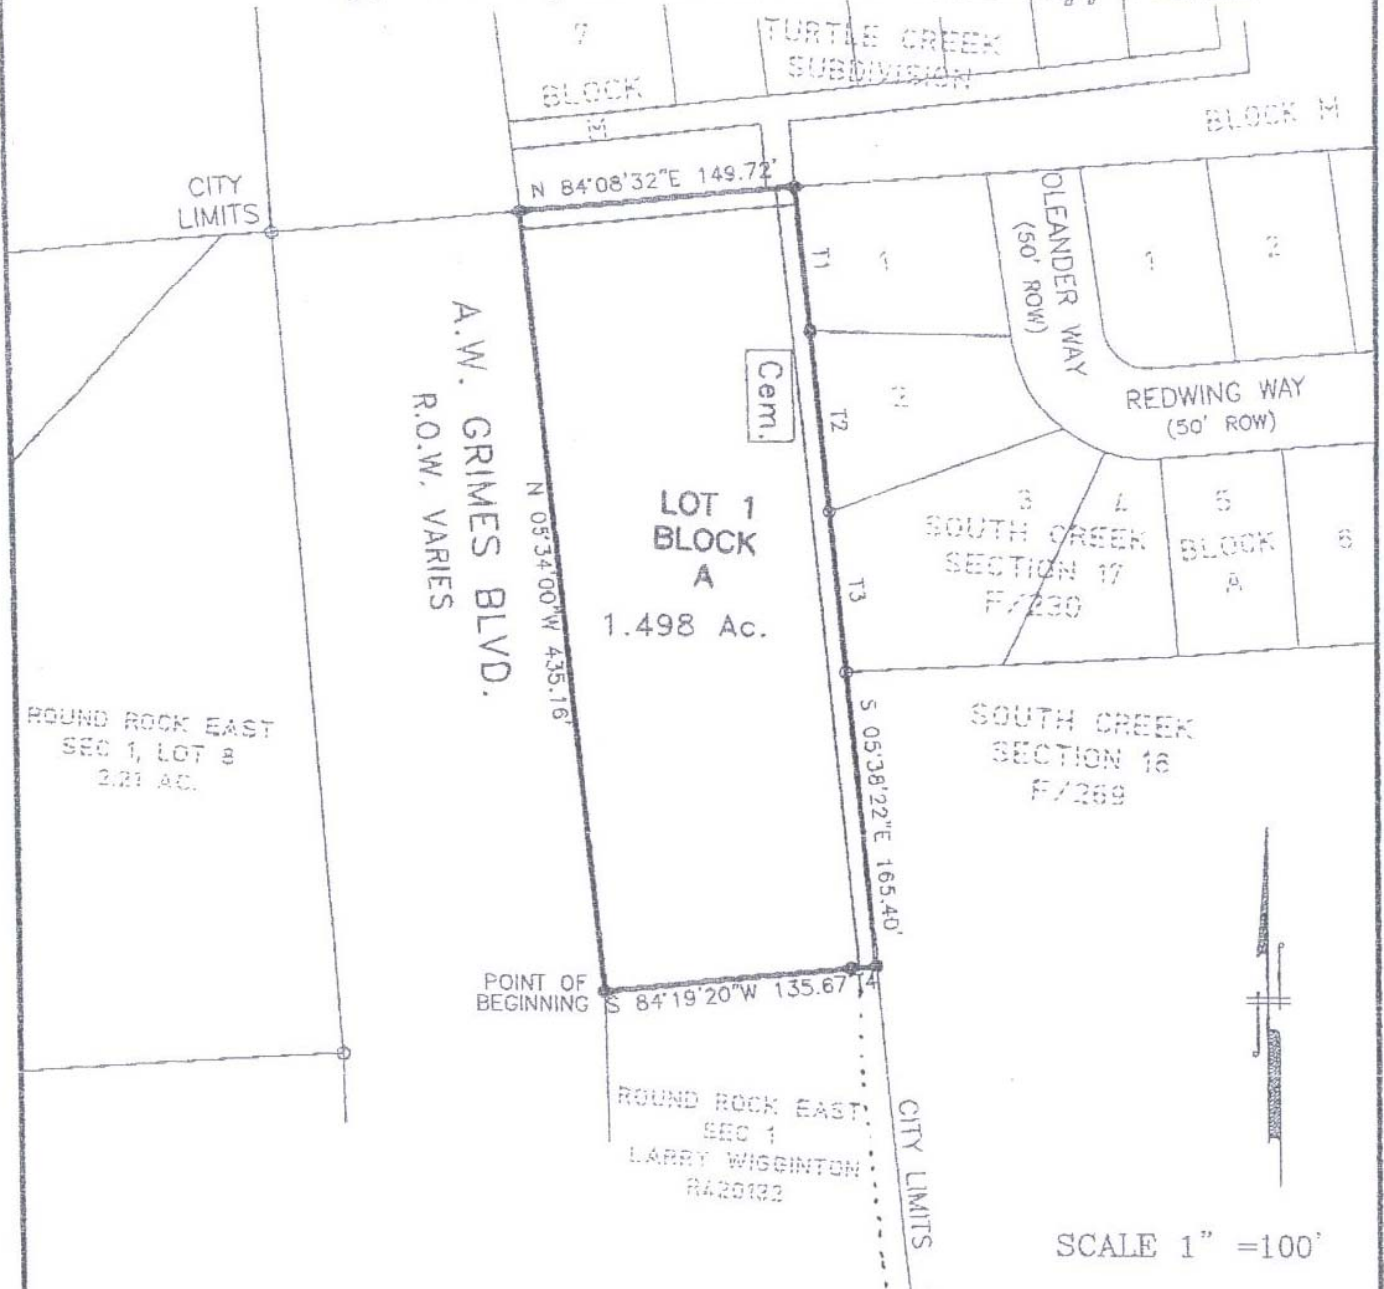 7
TURTLE CREEK
SUBDIVISION
BLOCK
M
BLOCK M
CITY
LIMITS
N 84°08'32"E 149.72'
OLEANDER WAY
(50' ROW)
T1
1
1
2
A.W. GRIMES BLVD.
R.O.W. VARIES
Cem.
T2
2
REDWING WAY
(50' ROW)
N 05°34'00"W 435.16'
LOT 1
BLOCK
A
1.498 Ac.
3
4
5
6
SOUTH CREEK
SECTION 17
F/230
BLOCK
A
T3
ROUND ROCK EAST
SEC 1, LOT 8
2.21 AC.
S 05°38'22"E 165.40'
SOUTH CREEK
SECTION 16
F/269
POINT OF
BEGINNING
S 84°19'20"W 135.67'
T4
ROUND ROCK EAST
SEC 1
LARRY WIGGINTON
CITY LIMITS
SCALE 1" =100'